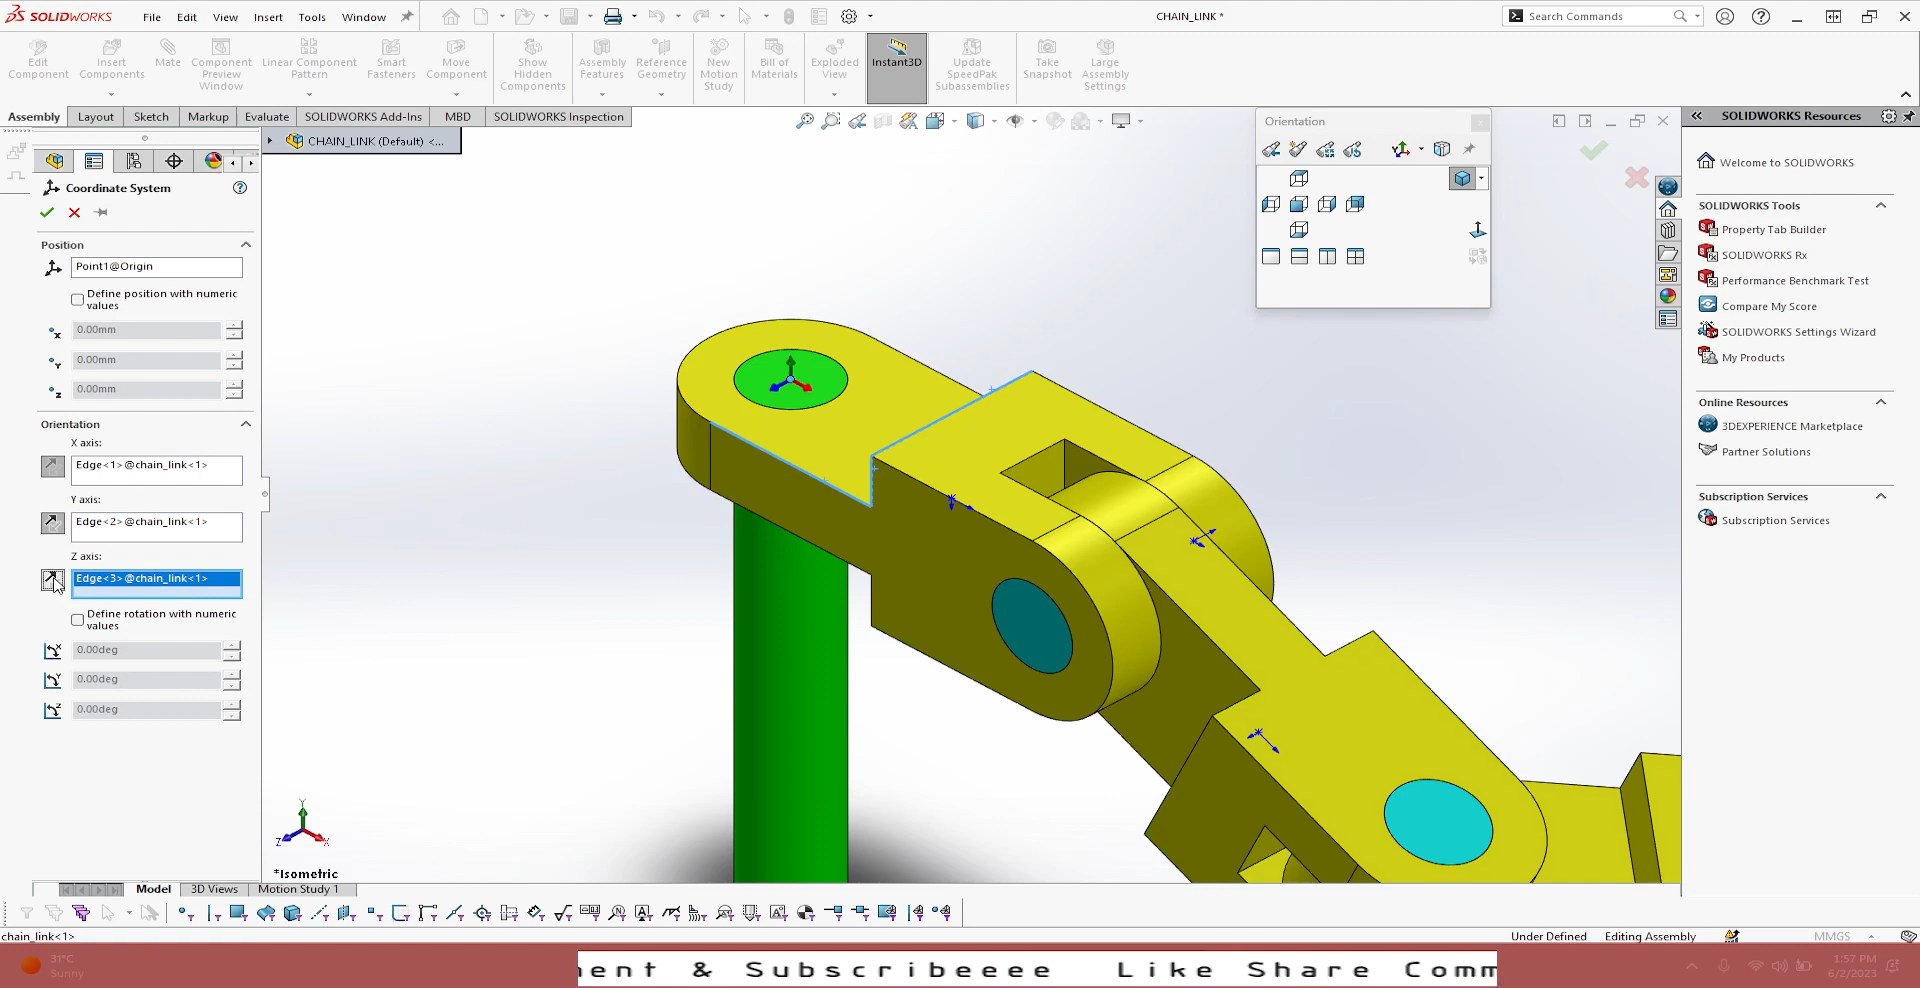 SOLIDWORKS
File Edit View Insert Tools Window
CHAIN_LINK *
Search Commands
Edit Component
Insert Components
Mate
Component Preview Window
Linear Component Pattern
Smart Fasteners
Move Component
Show Hidden Components
Assembly Features
Reference Geometry
New Motion Study
Bill of Materials
Exploded View
Instant3D
Update SpeedPak Subassemblies
Take Snapshot
Large Assembly Settings
Assembly Layout Sketch Markup Evaluate SOLIDWORKS Add-Ins MBD SOLIDWORKS Inspection
CHAIN_LINK (Default) <...
Orientation
SOLIDWORKS Resources
Coordinate System
Position
Point1@Origin
Define position with numeric
values
0.00mm
0.00mm
0.00mm
Orientation
X axis:
Edge<1>@chain_link<1>
Y axis:
Edge<2>@chain_link<1>
Z axis:
Edge<3>@chain_link<1>
Define rotation with numeric
values
0.00deg
0.00deg
0.00deg
Welcome to SOLIDWORKS
SOLIDWORKS Tools
Property Tab Builder
SOLIDWORKS Rx
Performance Benchmark Test
Compare My Score
SOLIDWORKS Settings Wizard
My Products
Online Resources
3DEXPERIENCE Marketplace
Partner Solutions
Subscription Services
Subscription Services
Y
Z
X
*Isometric
Model 3D Views Motion Study 1
chain_link<1>
Under Defined Editing Assembly MMGS
31°C
Sunny
ent & Subscribeeee Like Share Comm
1:57 PM
6/2/2023